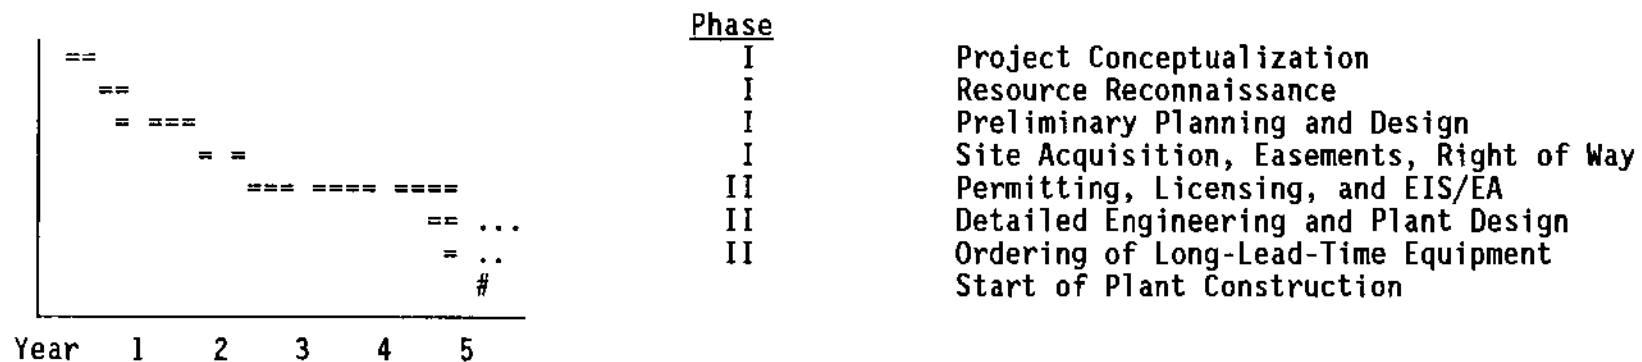 Phase
== I Project Conceptualization
== I Resource Reconnaissance
= === I Preliminary Planning and Design
= = I Site Acquisition, Easements, Right of Way
=== ==== ==== II Permitting, Licensing, and EIS/EA
== ... II Detailed Engineering and Plant Design
= .. II Ordering of Long-Lead-Time Equipment
# Start of Plant Construction
Year 1 2 3 4 5